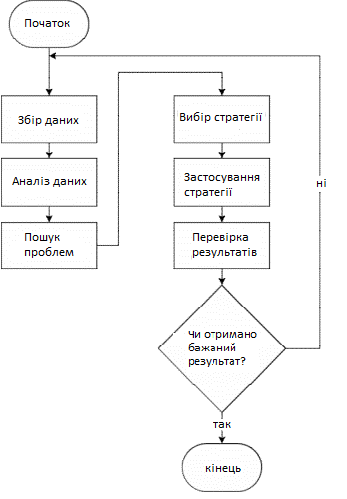 Початок
Збір даних
Аналіз даних
Пошук
проблем
Вибір стратегії
Застосування
стратегії
Перевірка
результатів
Чи отримано
бажаний
результат?
ні
так
кінець